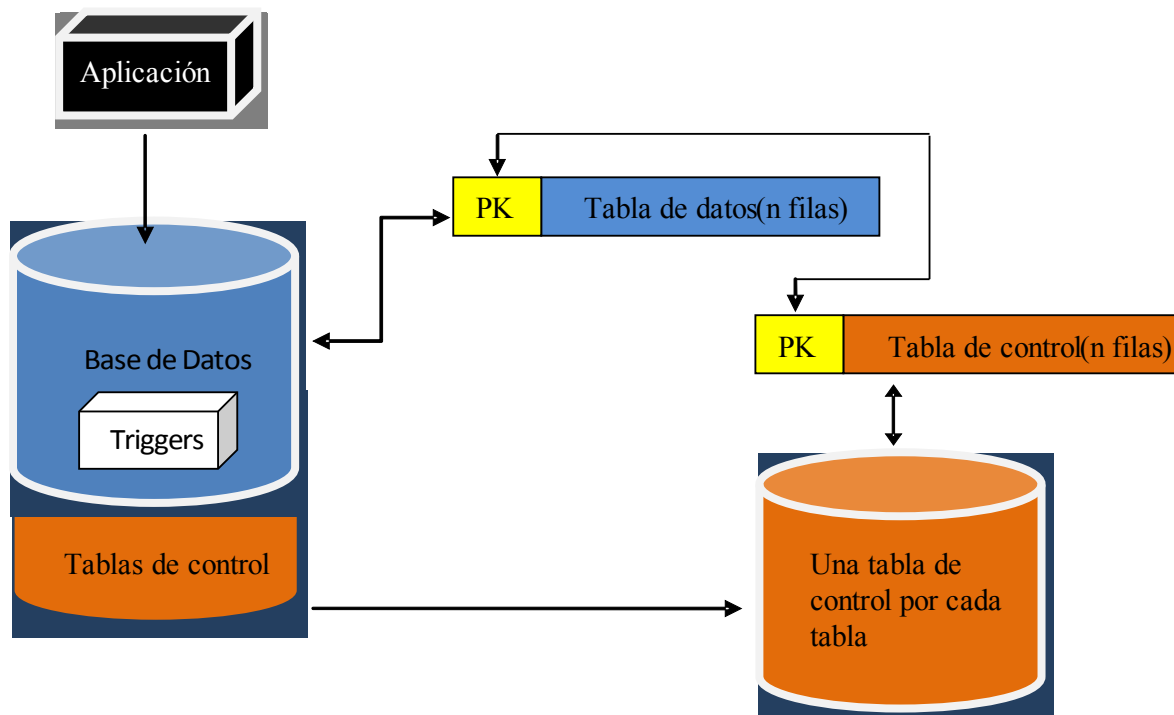 Aplicación
PK
Tabla de datos(n filas)
PK
Tabla de control(n filas)
Base de Datos
Triggers
Tablas de control
Una tabla de
control por cada
tabla